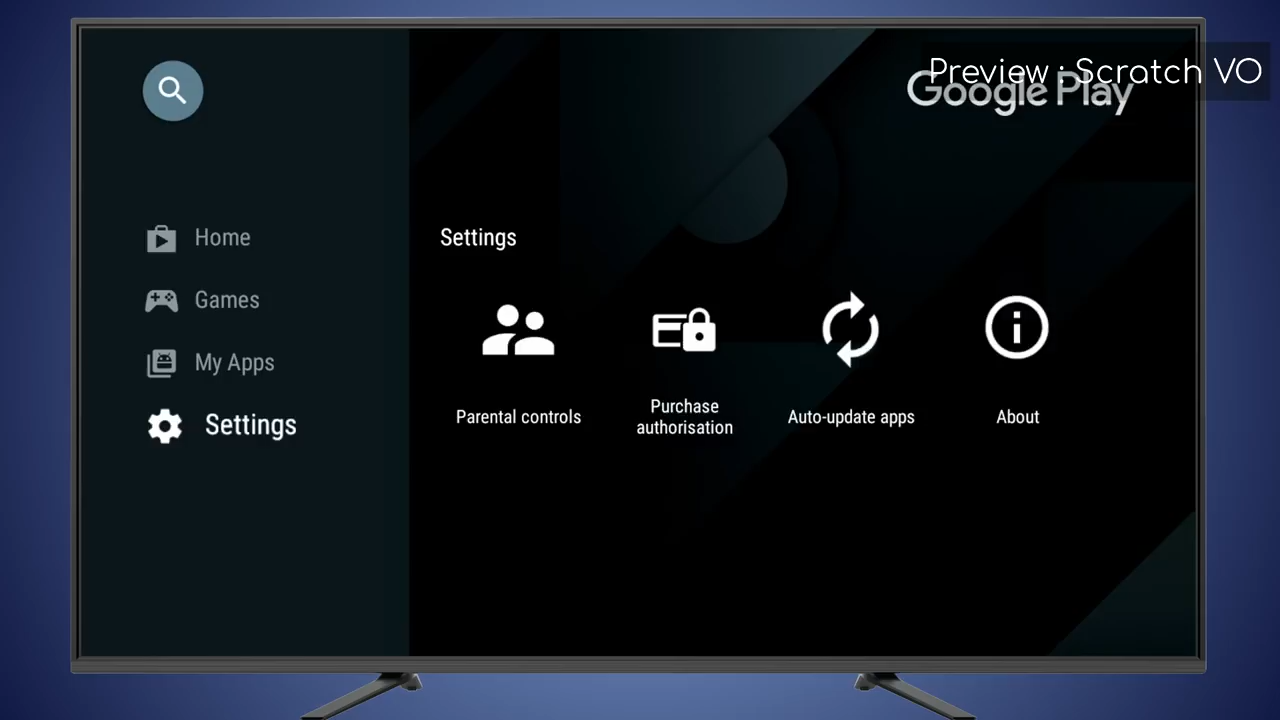 Preview : Scratch VO
Google Play
Home
Games
My Apps
Settings
Settings
Parental controls
Purchase
authorisation
Auto-update apps
About